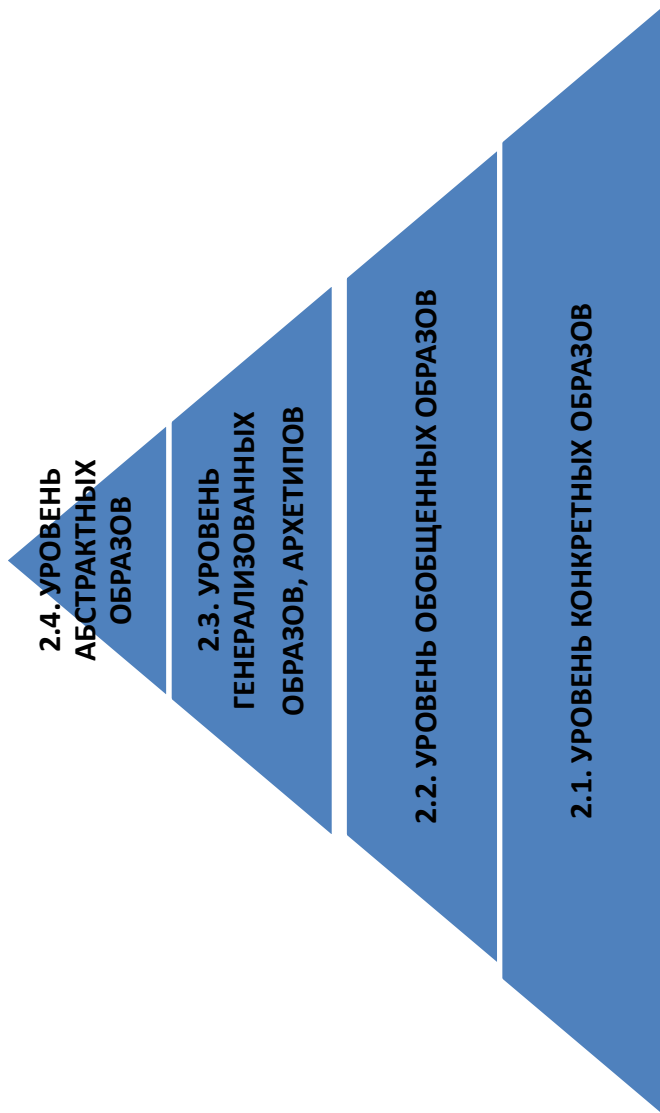 2.4. УРОВЕНЬ
АБСТРАКТНЫХ
ОБРАЗОВ
2.3. УРОВЕНЬ
ГЕНЕРАЛИЗОВАННЫХ
ОБРАЗОВ, АРХЕТИПОВ
2.2. УРОВЕНЬ ОБОБЩЕННЫХ ОБРАЗОВ
2.1. УРОВЕНЬ КОНКРЕТНЫХ ОБРАЗОВ